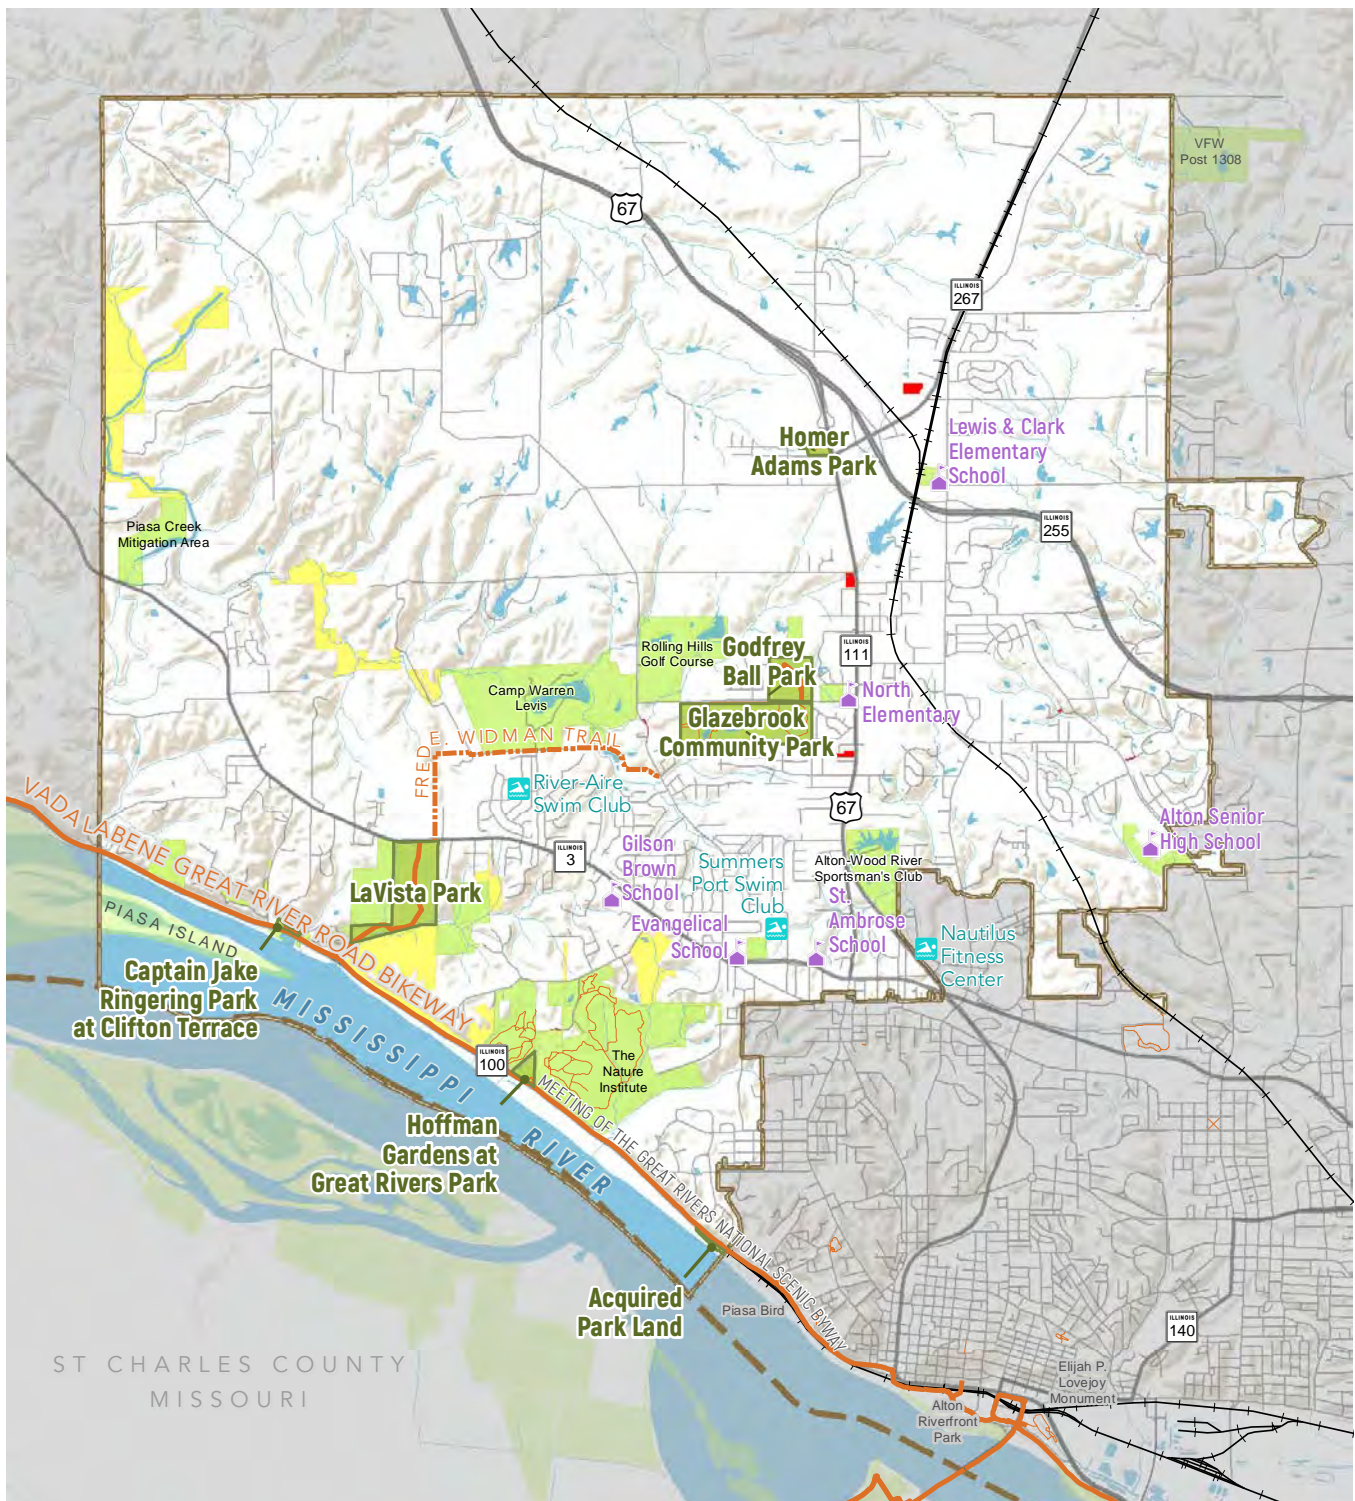 VFW
Post 1308
67
ILLINOIS
267
Homer
Adams Park
Lewis & Clark
Elementary
School
ILLINOIS
255
Piasa Creek
Mitigation Area
Rolling Hills
Golf Course
Godfrey
Ball Park
ILLINOIS
111
Camp Warren
Levis
North
Elementary
Glazebrook
Community Park
FRED E. WIDMAN TRAIL
River-Aire
Swim Club
67
VADALABENE GREAT RIVER ROAD BIKEWAY
Alton Senior
High School
ILLINOIS
3
Gilson
Brown
School
Summers
Port Swim
Club
Alton-Wood River
Sportsman's Club
LaVista Park
St.
Ambrose
School
Evangelical
School
Nautilus
Fitness
Center
PIASA ISLAND
Captain Jake
Ringering Park
at Clifton Terrace
MISSISSIPPI RIVER
ILLINOIS
100
The
Nature
Institute
MEETING OF THE GREAT RIVERS NATIONAL SCENIC BYWAY
Hoffman
Gardens at
Great Rivers Park
Acquired
Park Land
Piasa Bird
ILLINOIS
140
ST CHARLES COUNTY
MISSOURI
Elijah P.
Lovejoy
Monument
Alton
Riverfront
Park